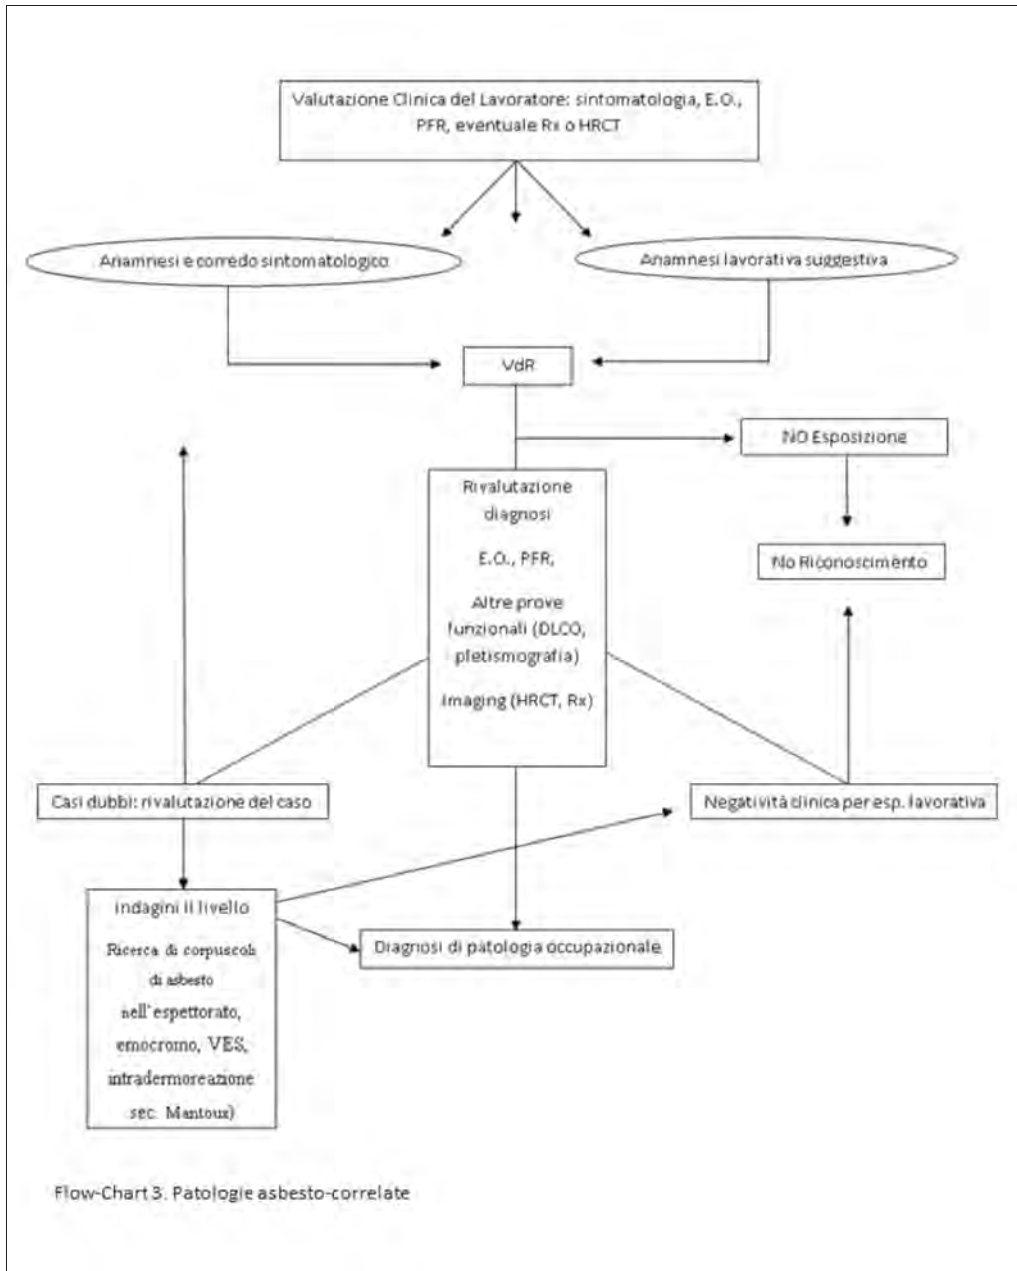 Valutazione Clinica del Lavoratore: sintomatologia, E.O.,
PFR, eventuale Rx o HRCT
Anamnesi e corredo sintomatologico
Anamnesi lavorativa suggestiva
VdR
NO Esposizione
Rivalutazione
diagnosi
E.O., PFR,
Altre prove
funzionali (DLCO,
pletismografia)
Imaging (HRCT, Rx)
No Riconoscimento
Casi dubbi: rivalutazione del caso
Negatività clinica per esp. lavorativa
indagini II livello
Ricerca di corpuscoli
di asbesto
nell'espettorato,
emocromo, VES,
intradermoreazione
sec. Mantoux)
Diagnosi di patologia occupazionale
Flow-Chart 3. Patologie asbesto-correlate